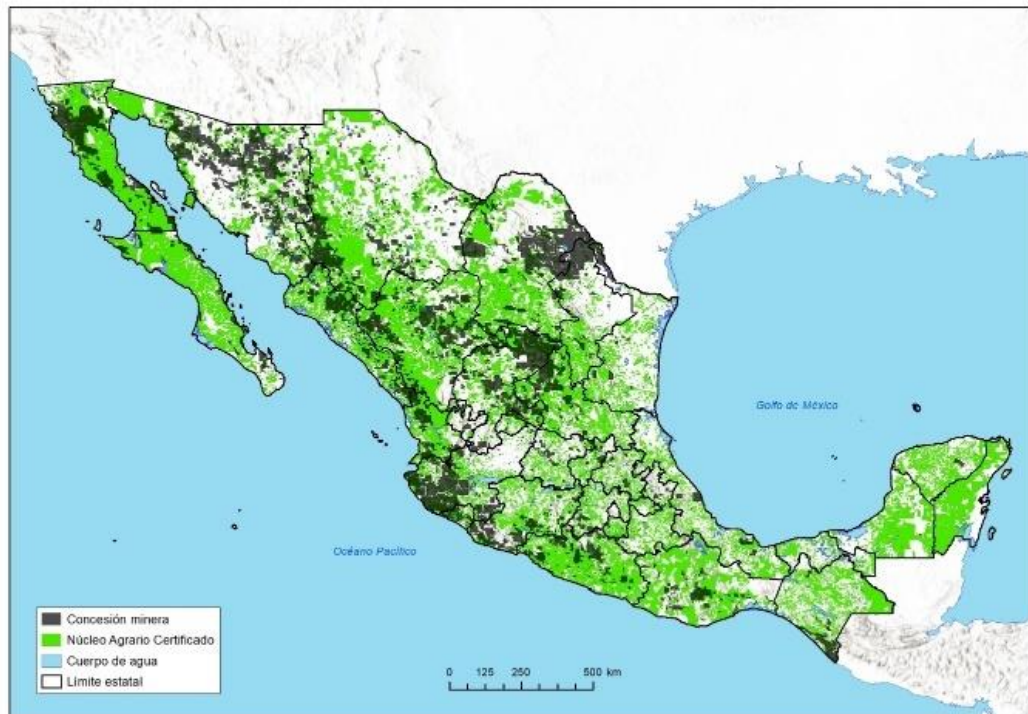 Golfo de México
Océano Pacífico
Concesión minera
Núcleo Agrario Certificado
Cuerpo de agua
Límite estatal
0 125 250 500 km